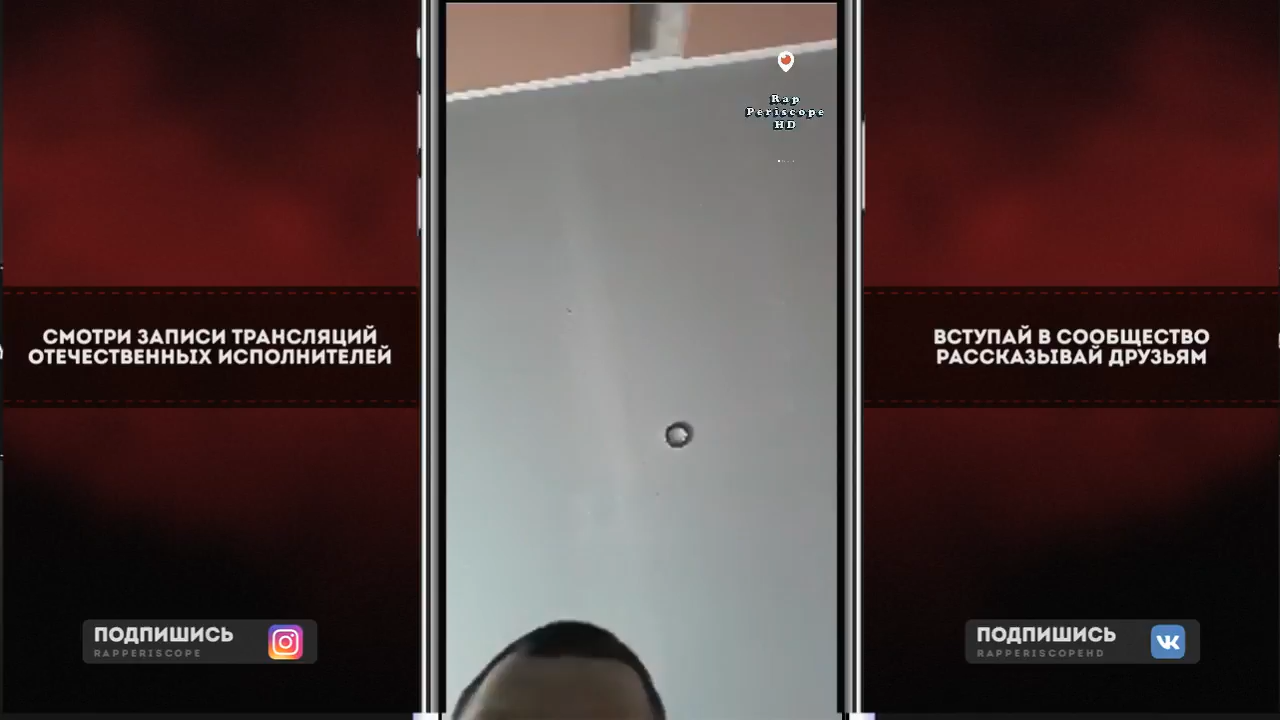 Rap
Periscope
HD
СМОТРИ ЗАПИСИ ТРАНСЛЯЦИЙ
ОТЕЧЕСТВЕННЫХ ИСПОЛНИТЕЛЕЙ
ВСТУПАЙ В СООБЩЕСТВО
РАССКАЗЫВАЙ ДРУЗЬЯМ
ПОДПИШИСЬ
RAPPERISCOPE
ПОДПИШИСЬ
RAPPERISCOPEHD